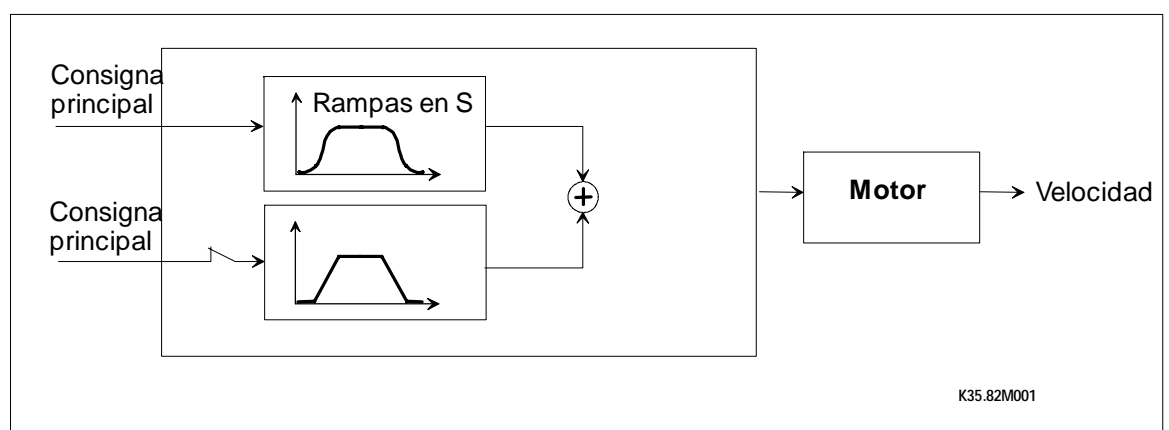 Consigna
principal
Rampas en S
Consigna
principal
+
Motor
Velocidad
K35.82M001